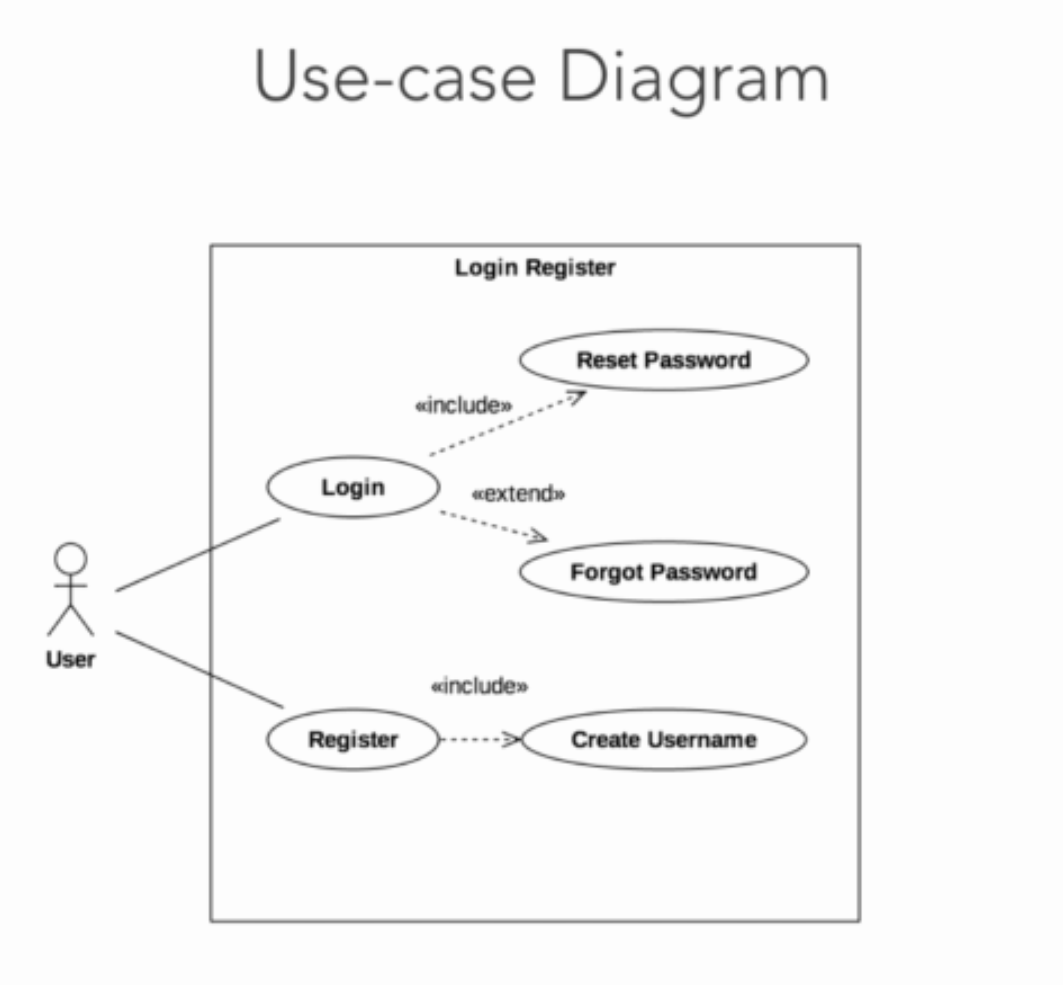 Use-case Diagram
Login Register
Reset Password
«include»
Login
«extend»
Forgot Password
User
«include»
Register
Create Username